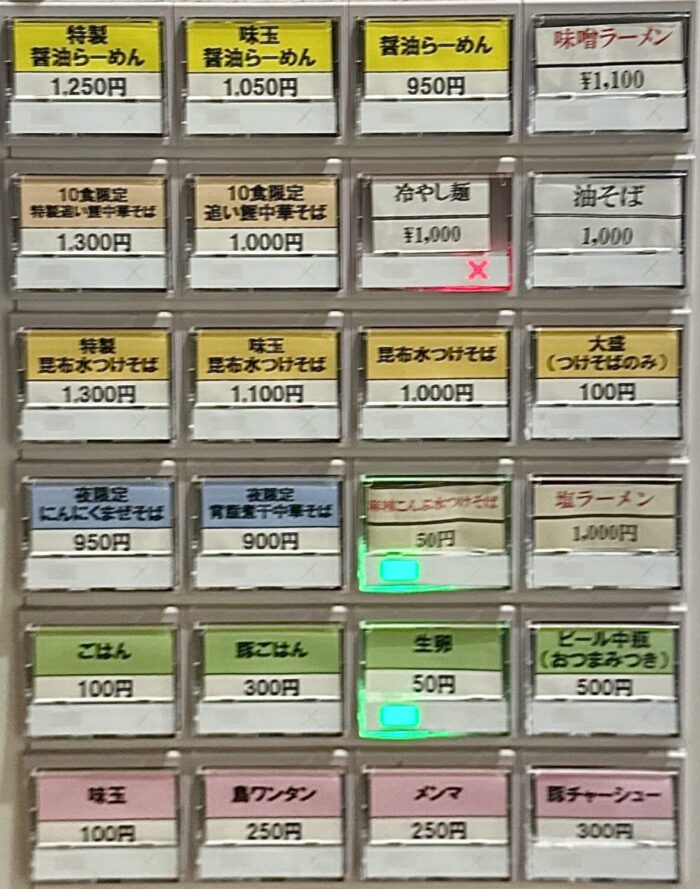 特製
醤油らーめん
1,250円
味玉
醤油らーめん
1,050円
醤油らーめん
950円
味噌ラーメン
¥1,100
10食限定
特製追い鰹中華そば
1,300円
10食限定
追い鰹中華そば
1,000円
冷やし麺
¥1,000
×
油そば
1,000
特製
昆布水つけそば
1,300円
味玉
昆布水つけそば
1,100円
昆布水つけそば
1,000円
大盛
(つけそばのみ)
100円
夜限定
にんにくまぜそば
950円
夜限定
背脂煮干中華そば
900円
こんぶ水つけそば
50円
塩ラーメン
1,000円
ごはん
100円
豚ごはん
300円
生卵
50円
ビール中瓶
(おつまみつき)
500円
味玉
100円
鳥ワンタン
250円
メンマ
250円
豚チャーシュー
300円